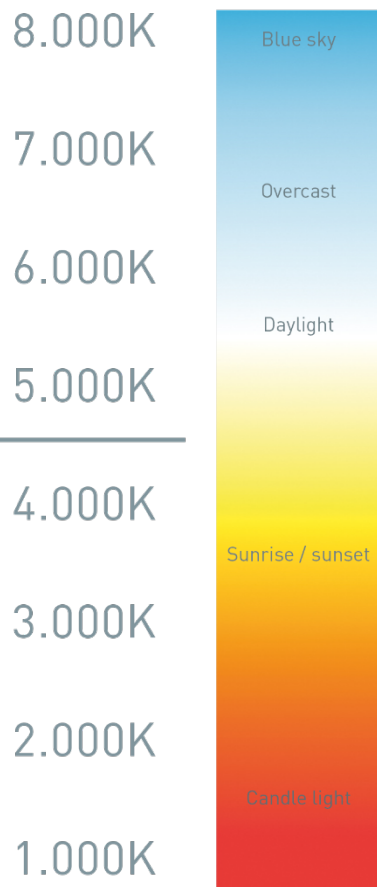 8.000K
Blue sky
7.000K
Overcast
6.000K
Daylight
5.000K
4.000K
Sunrise / sunset
3.000K
2.000K
Candle light
1.000K